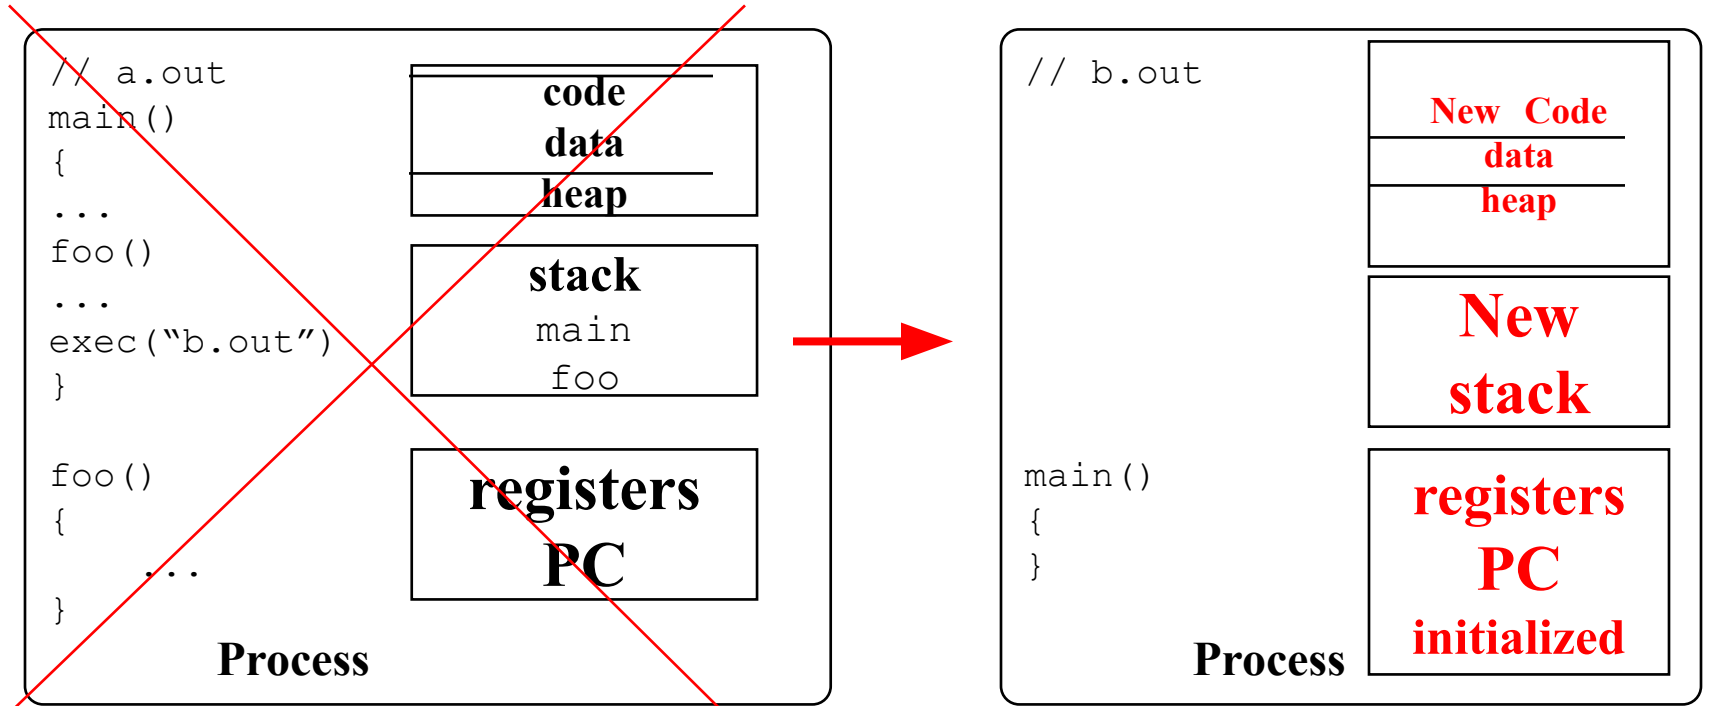 // a.out
main()
{
...
foo()
...
exec(“b.out”)
}
foo()
{
...
}
Process
code
data
heap
stack
main
foo
registers
PC
// b.out
main()
{
}
Process
New Code
data
heap
New
stack
registers
PC
initialized